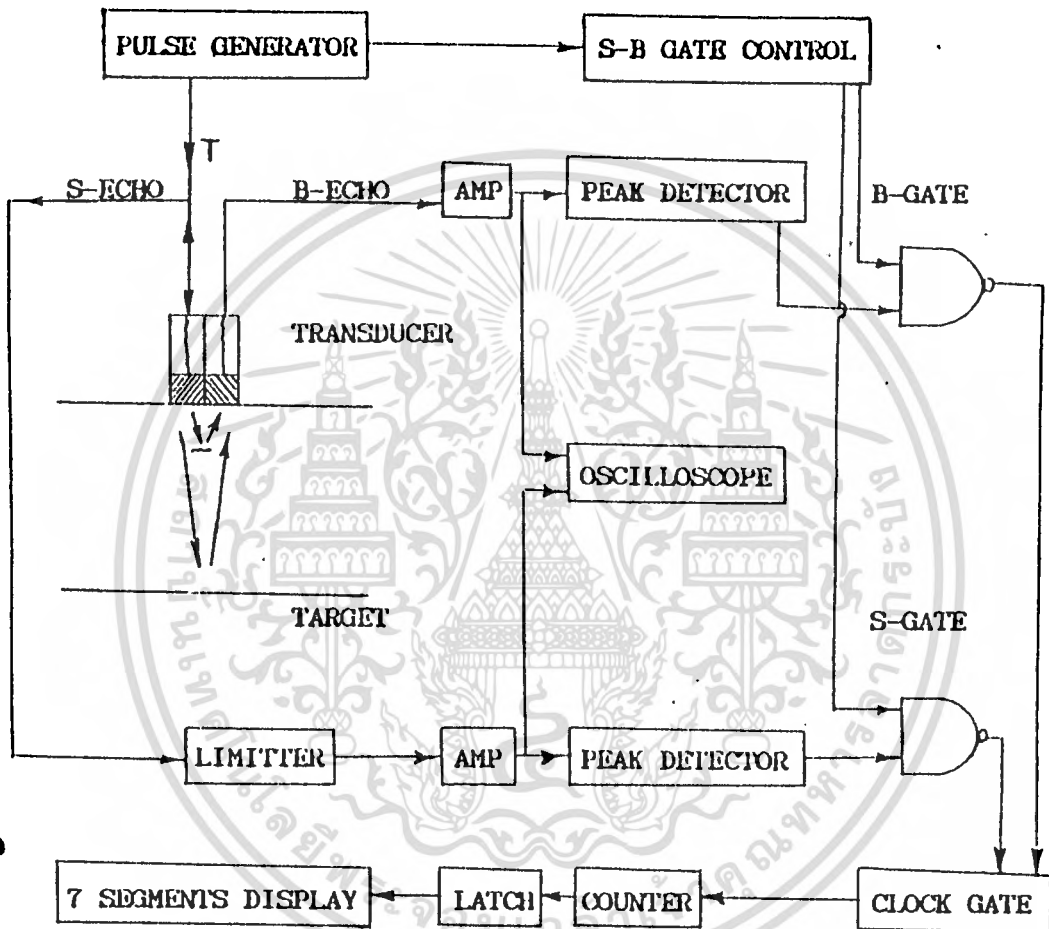 PULSE GENERATOR
S-B GATE CONTROL
T
S-ECHO
B-ECHO
AMP
PEAK DETECTOR
B-GATE
TRANSDUCER
OSCILLOSCOPE
TARGET
S-GATE
LIMITTER
AMP
PEAK DETECTOR
7 SEGMENTS DISPLAY
LATCH
COUNTER
CLOCK GATE